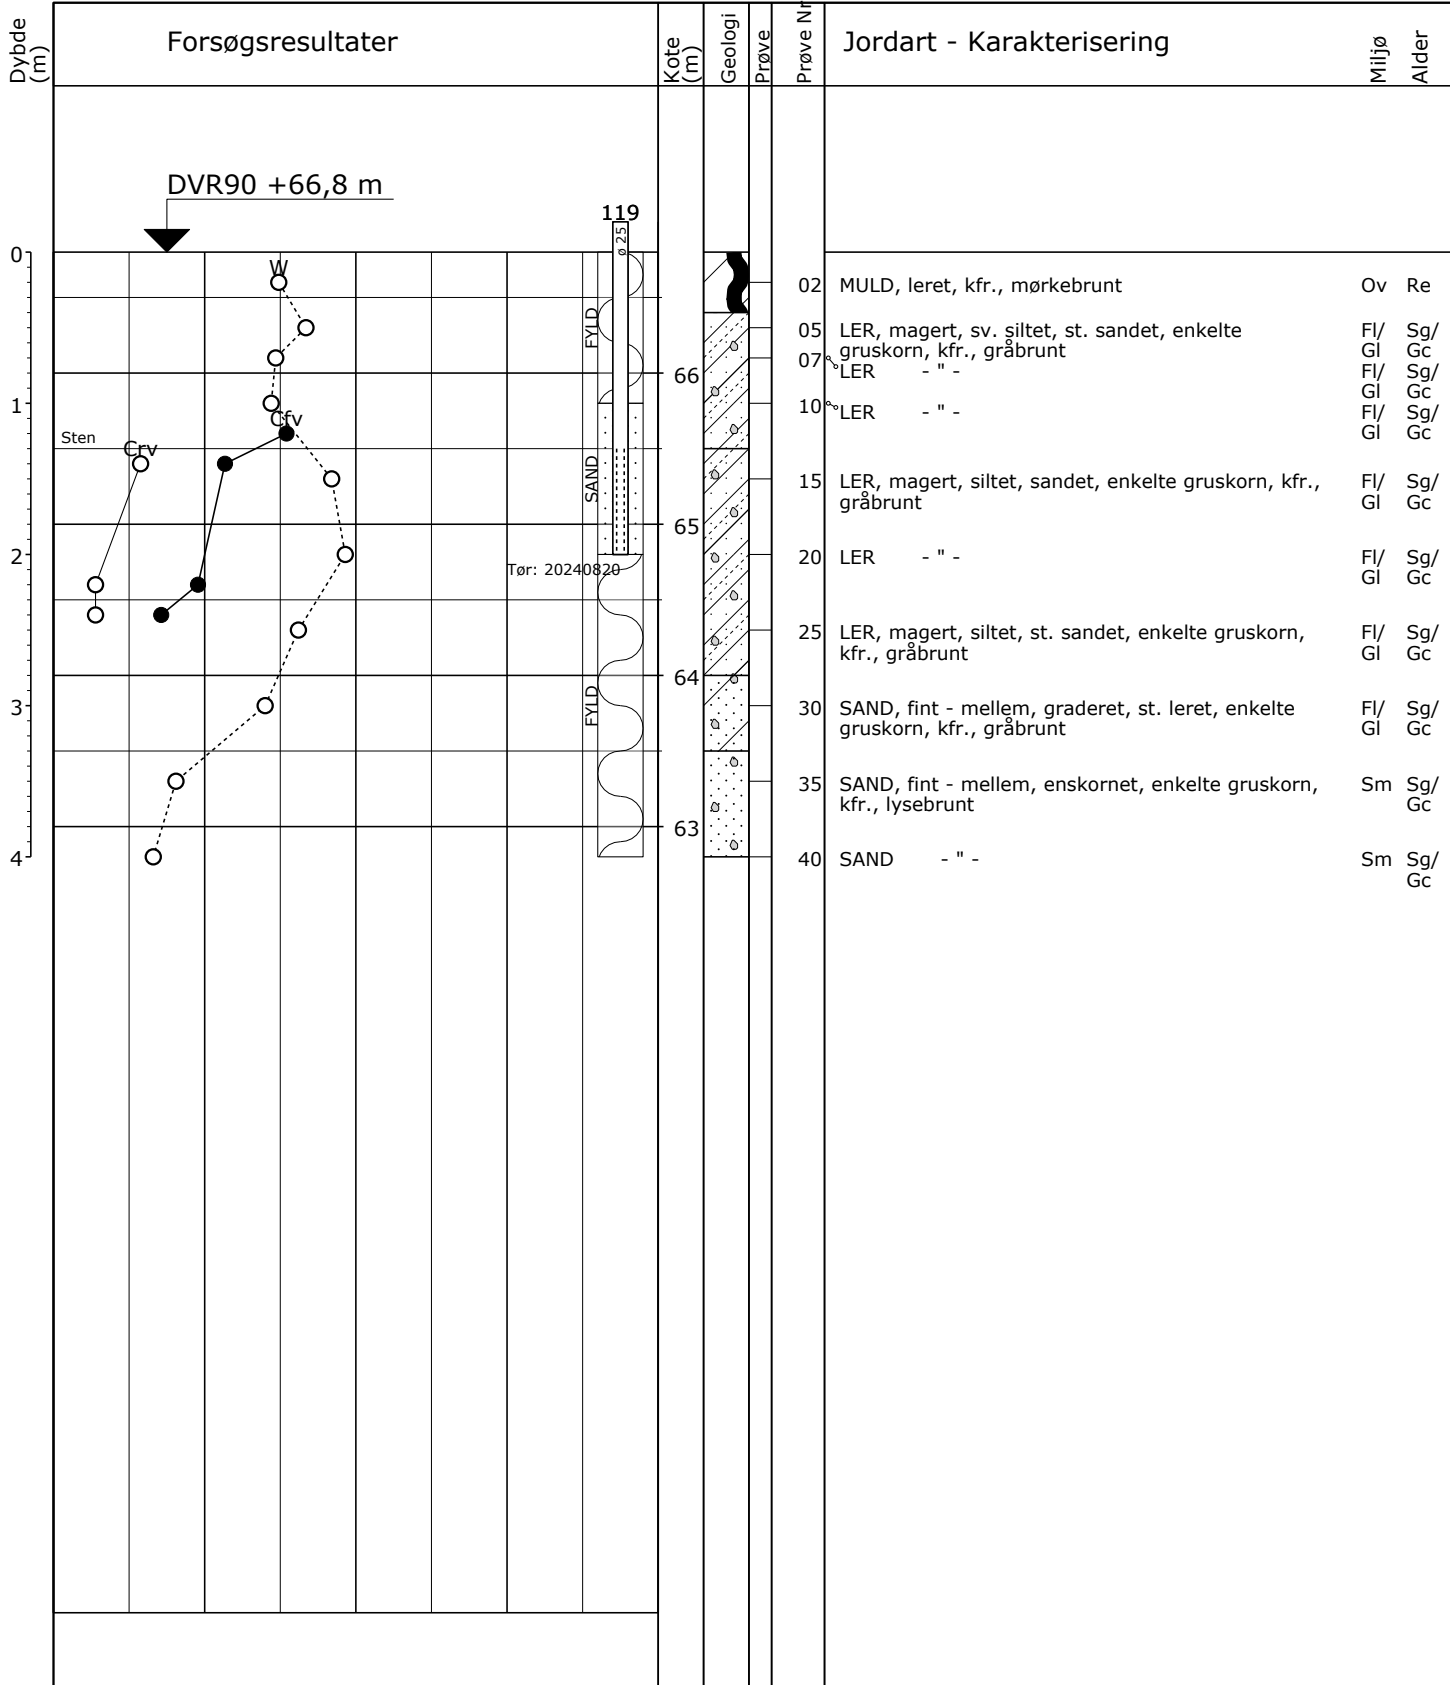 Dybde
(m)
Forsøgsresultater
Kote
(m)
Geologi
Prøve
Prøve Nr
Jordart - Karakterisering
Miljø
Alder
DVR90 +66,8 m
119
ø 25
0
W
FYLD
02 MULD, leret, kfr., mørkebrunt Ov Re
05 LER, magert, sv. siltet, st. sandet, enkelte Fl/ Sg/
gruskorn, kfr., gråbrunt Gl Gc
66
07 LER - " - Fl/ Sg/
Gl Gc
1
10 LER - " - Fl/ Sg/
Gl Gc
Cfv
Sten
Crv
SAND
15 LER, magert, siltet, sandet, enkelte gruskorn, kfr., Fl/ Sg/
gråbrunt Gl Gc
65
2
20 LER - " - Fl/ Sg/
Gl Gc
Tør: 20240820
25 LER, magert, siltet, st. sandet, enkelte gruskorn, Fl/ Sg/
kfr., gråbrunt Gl Gc
64
3
FYLD
30 SAND, fint - mellem, graderet, st. leret, enkelte Fl/ Sg/
gruskorn, kfr., gråbrunt Gl Gc
35 SAND, fint - mellem, enskornet, enkelte gruskorn, Sm Sg/
kfr., lysebrunt Gc
63
4
40 SAND - " - Sm Sg/
Gc